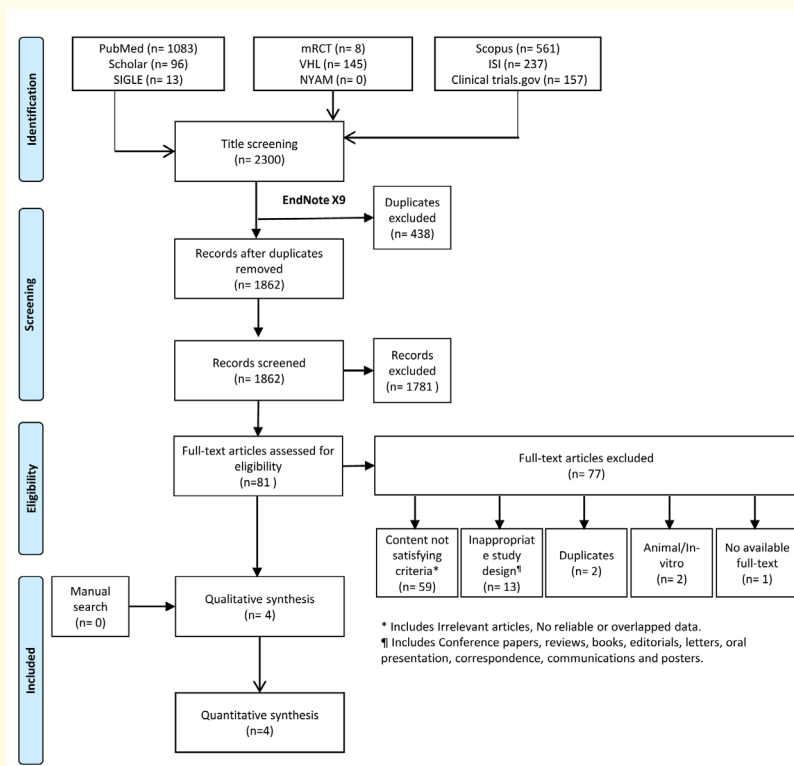 Identification
PubMed (n= 1083)
Scholar (n= 96)
SIGLE (n= 13)
mRCT (n= 8)
VHL (n= 145)
NYAM (n= 0)
Scopus (n= 561)
ISI (n= 237)
Clinical trials.gov (n= 157)
Title screening
(n= 2300)
EndNote X9
Duplicates
excluded
(n= 438)
Screening
Records after duplicates
removed
(n= 1862)
Records screened
(n= 1862)
Records
excluded
(n= 1781 )
Eligibility
Full-text articles assessed for
eligibility
(n=81 )
Full-text articles excluded
(n= 77)
Content not
satisfying
criteria*
(n= 59)
Inappropriat
e study
design¶
(n= 13)
Duplicates
(n= 2)
Animal/In-
vitro
(n= 2)
No available
full-text
(n= 1)
Included
Manual
search
(n= 0)
Qualitative synthesis
(n= 4)
* Includes Irrelevant articles, No reliable or overlapped data.
¶ Includes Conference papers, reviews, books, editorials, letters, oral
presentation, correspondence, communications and posters.
Quantitative synthesis
(n=4)